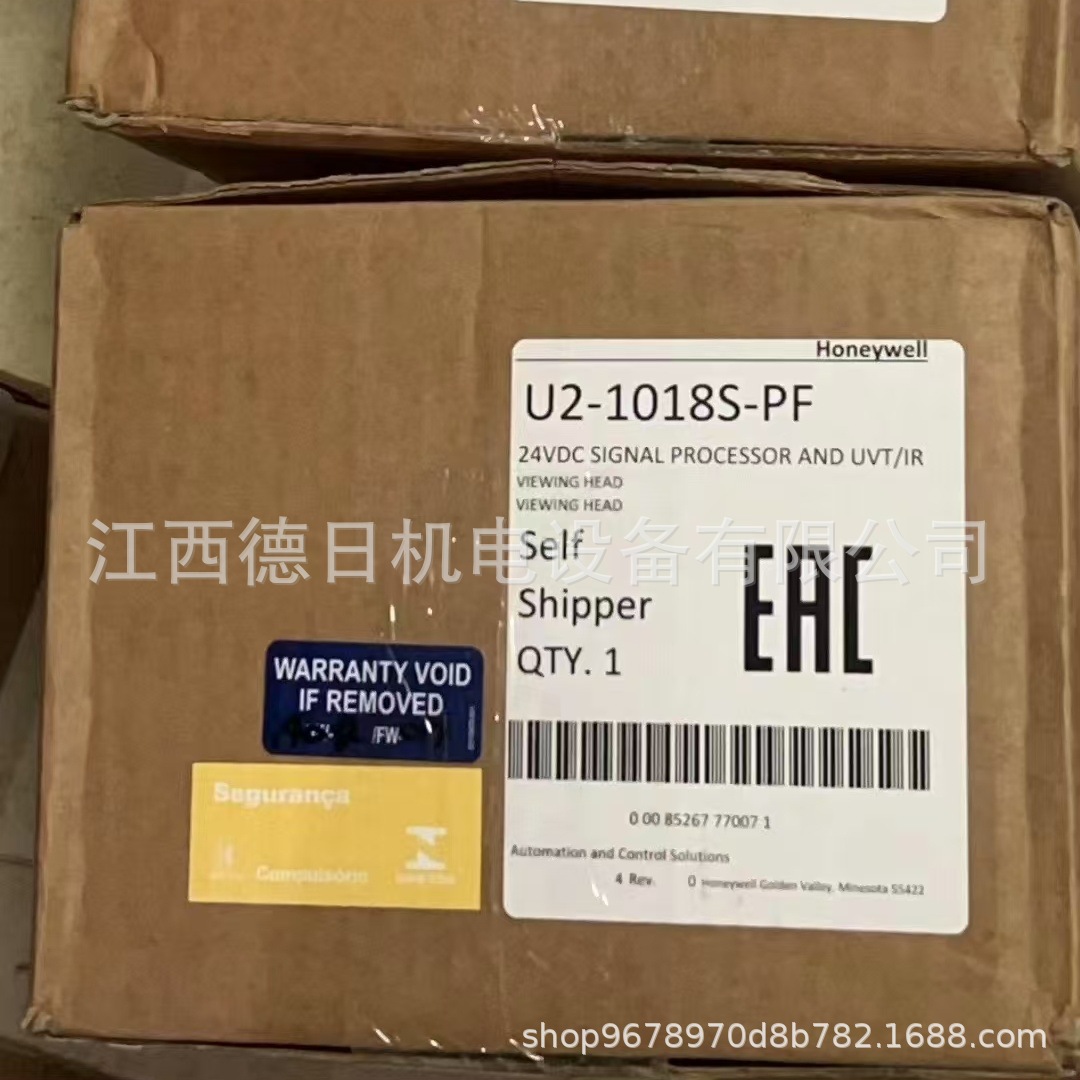 Honeywell
U2-1018S-PF
24VDC SIGNAL PROCESSOR AND UVT/IR
VIEWING HEAD
VIEWING HEAD
Self
Shipper
QTY. 1
EAC
0 00 85267 77007 1
Automation and Control Solutions
4 Rev. 0 Honeywell Golden Valley, Minesota 55422
WARRANTY VOID
IF REMOVED
/FW-
Segurança
Compulsório
江西德日机电设备有限公司
shop9678970d8b782.1688.com